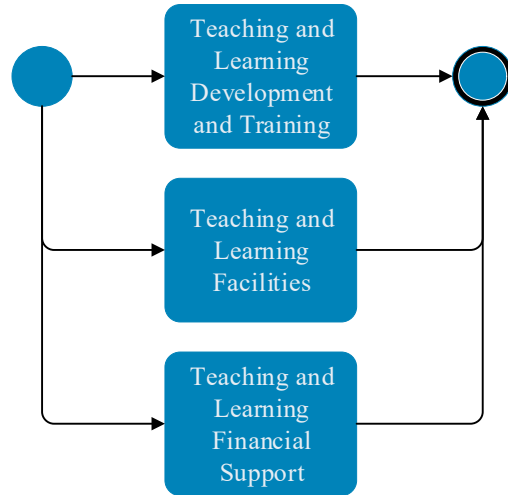 Teaching and
Learning
Development
and Training
Teaching and
Learning
Facilities
Teaching and
Learning
Financial
Support